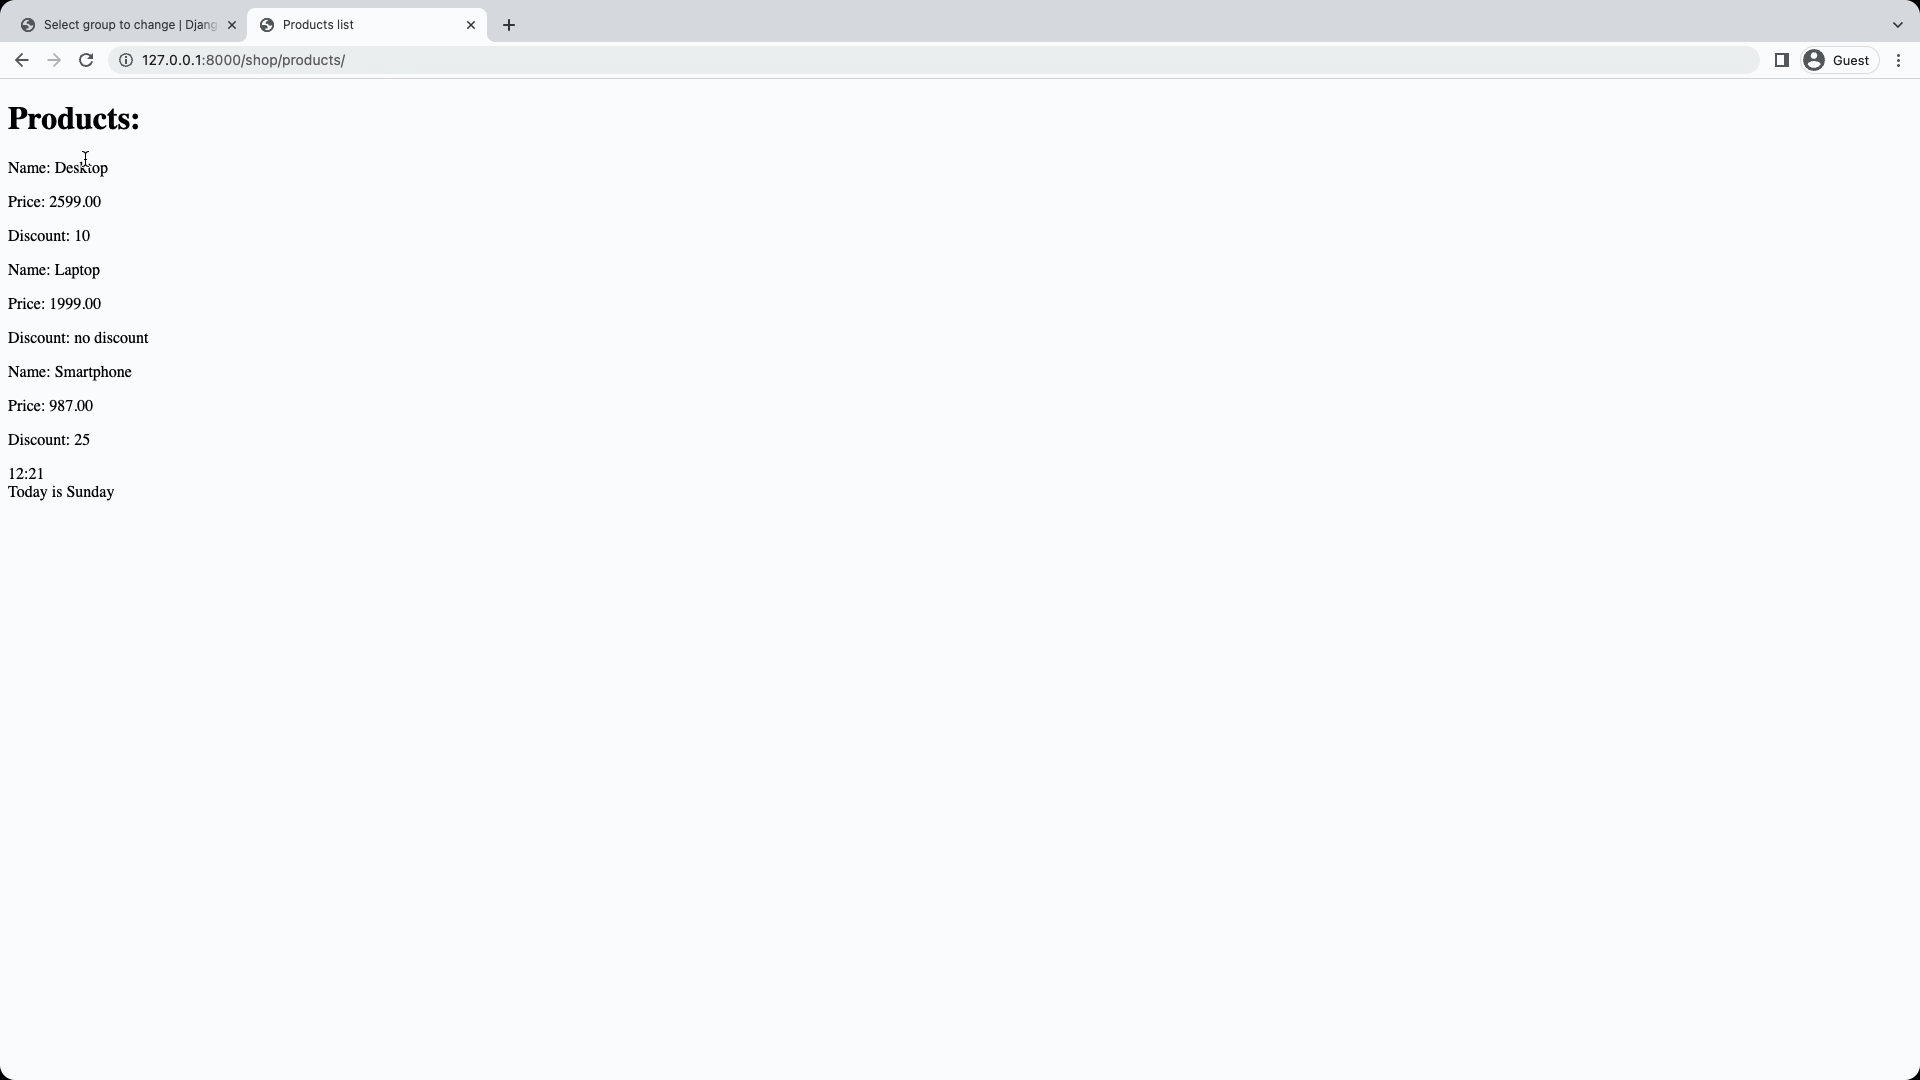 Select group to change | Djang
Products list
127.0.0.1:8000/shop/products/
Guest
Products:
Name: Desktop
Price: 2599.00
Discount: 10
Name: Laptop
Price: 1999.00
Discount: no discount
Name: Smartphone
Price: 987.00
Discount: 25
12:21
Today is Sunday